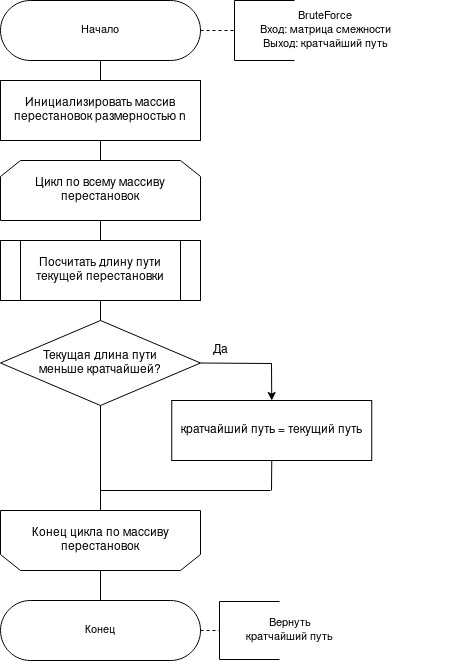 Начало
BruteForce
Вход: матрица смежности
Выход: кратчайший путь
Инициализировать массив
перестановок размерностью n
Цикл по всему массиву
перестановок
Посчитать длину пути
текущей перестановки
Текущая длина пути
меньше кратчайшей?
Да
кратчайший путь = текущий путь
Конец цикла по массиву
перестановок
Конец
Вернуть
кратчайший путь